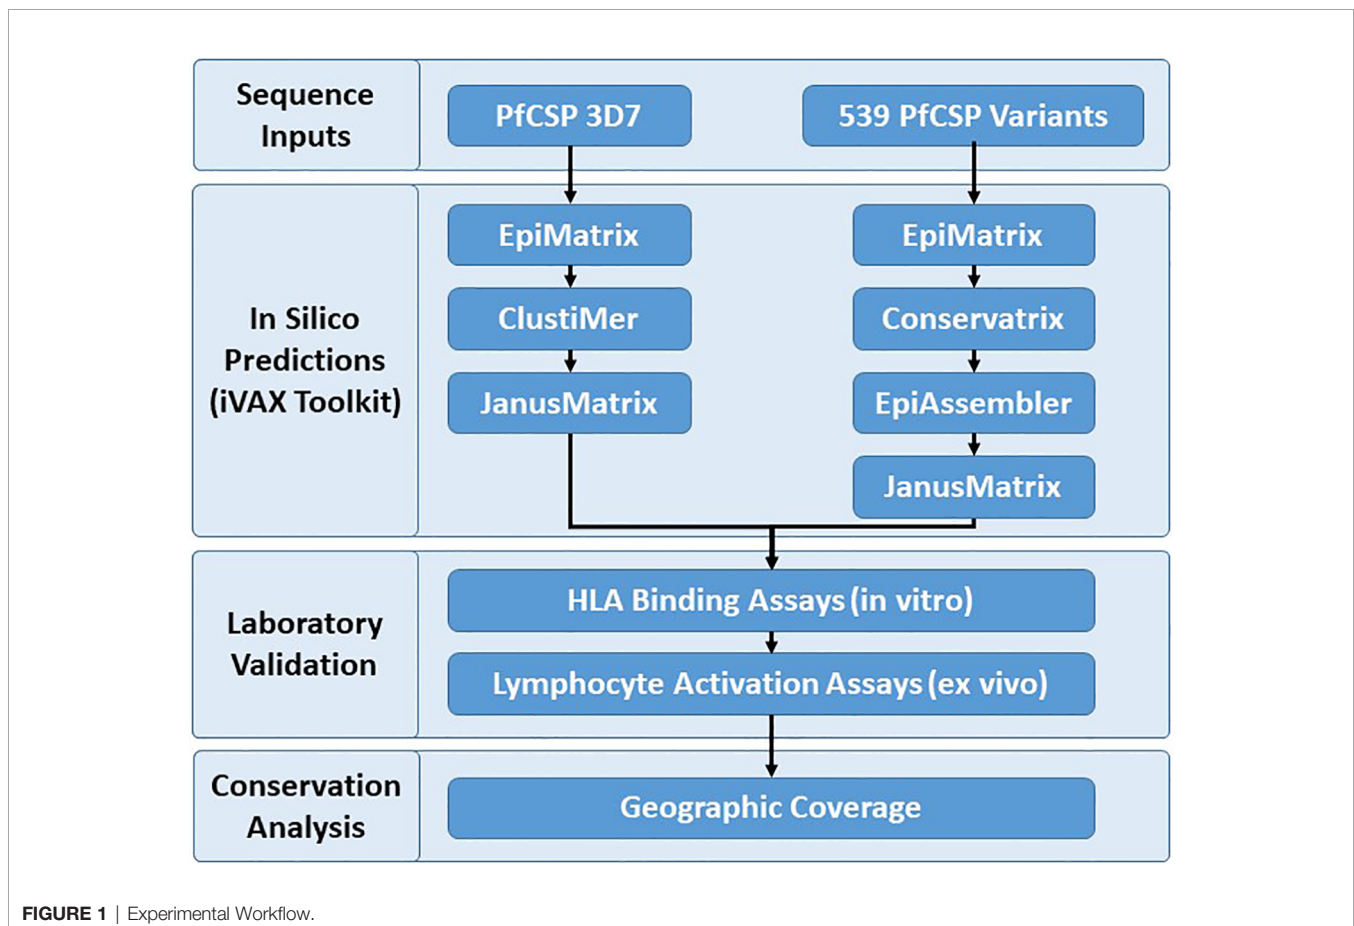 Sequence
Inputs
PfCSP 3D7
539 PfCSP Variants
In Silico
Predictions
(iVAX Toolkit)
EpiMatrix
ClustiMer
JanusMatrix
EpiMatrix
Conservatrix
EpiAssembler
JanusMatrix
Laboratory
Validation
HLA Binding Assays (in vitro)
Lymphocyte Activation Assays (ex vivo)
Conservation
Analysis
Geographic Coverage
FIGURE 1 | Experimental Workflow.